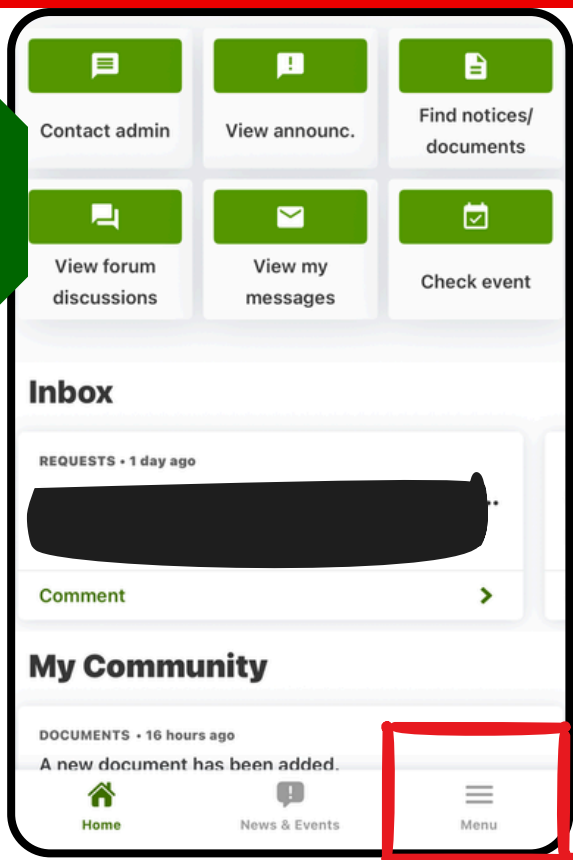 Contact admin
View announc.
Find notices/
documents
View forum
discussions
View my
messages
Check event
Inbox
REQUESTS • 1 day ago
..
Comment
My Community
DOCUMENTS • 16 hours ago
A new document has been added.
Home
News & Events
Menu